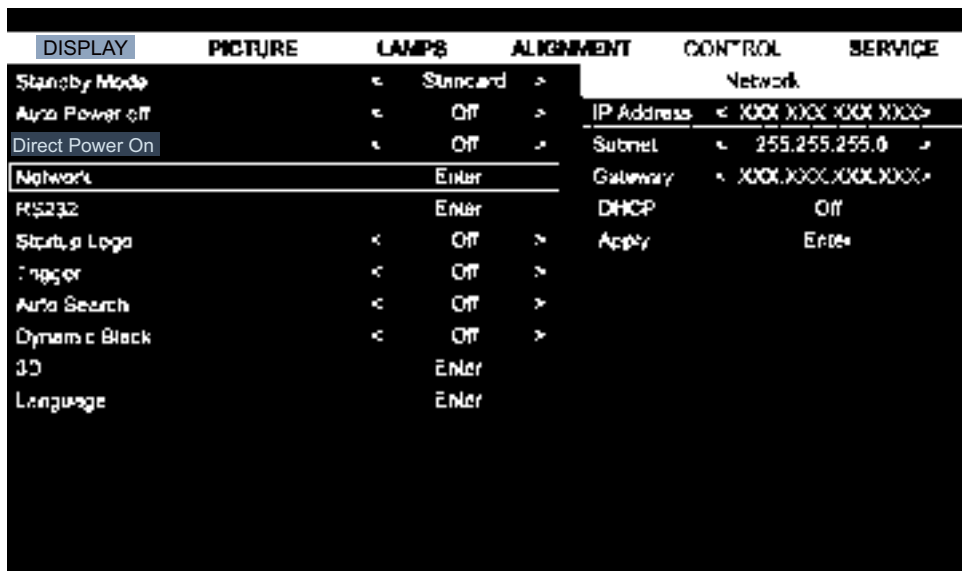 DISPLAY PICTURE LAMPS ALIGNMENT CONTROL SERVICE
Standby Mode < Standard >
Auto Power off < Off >
Direct Power On < Off >
Network Enter
RS232 Enter
Startup Logo < Off >
Trigger < Off >
Auto Search < Off >
Dynamic Black < Off >
3D Enter
Language Enter
Network
IP Address < XXX.XXX.XXX.XXX>
Subnet < 255.255.255.0 >
Gateway < XXX.XXX.XXX.XXX>
DHCP Off
Apply Enter